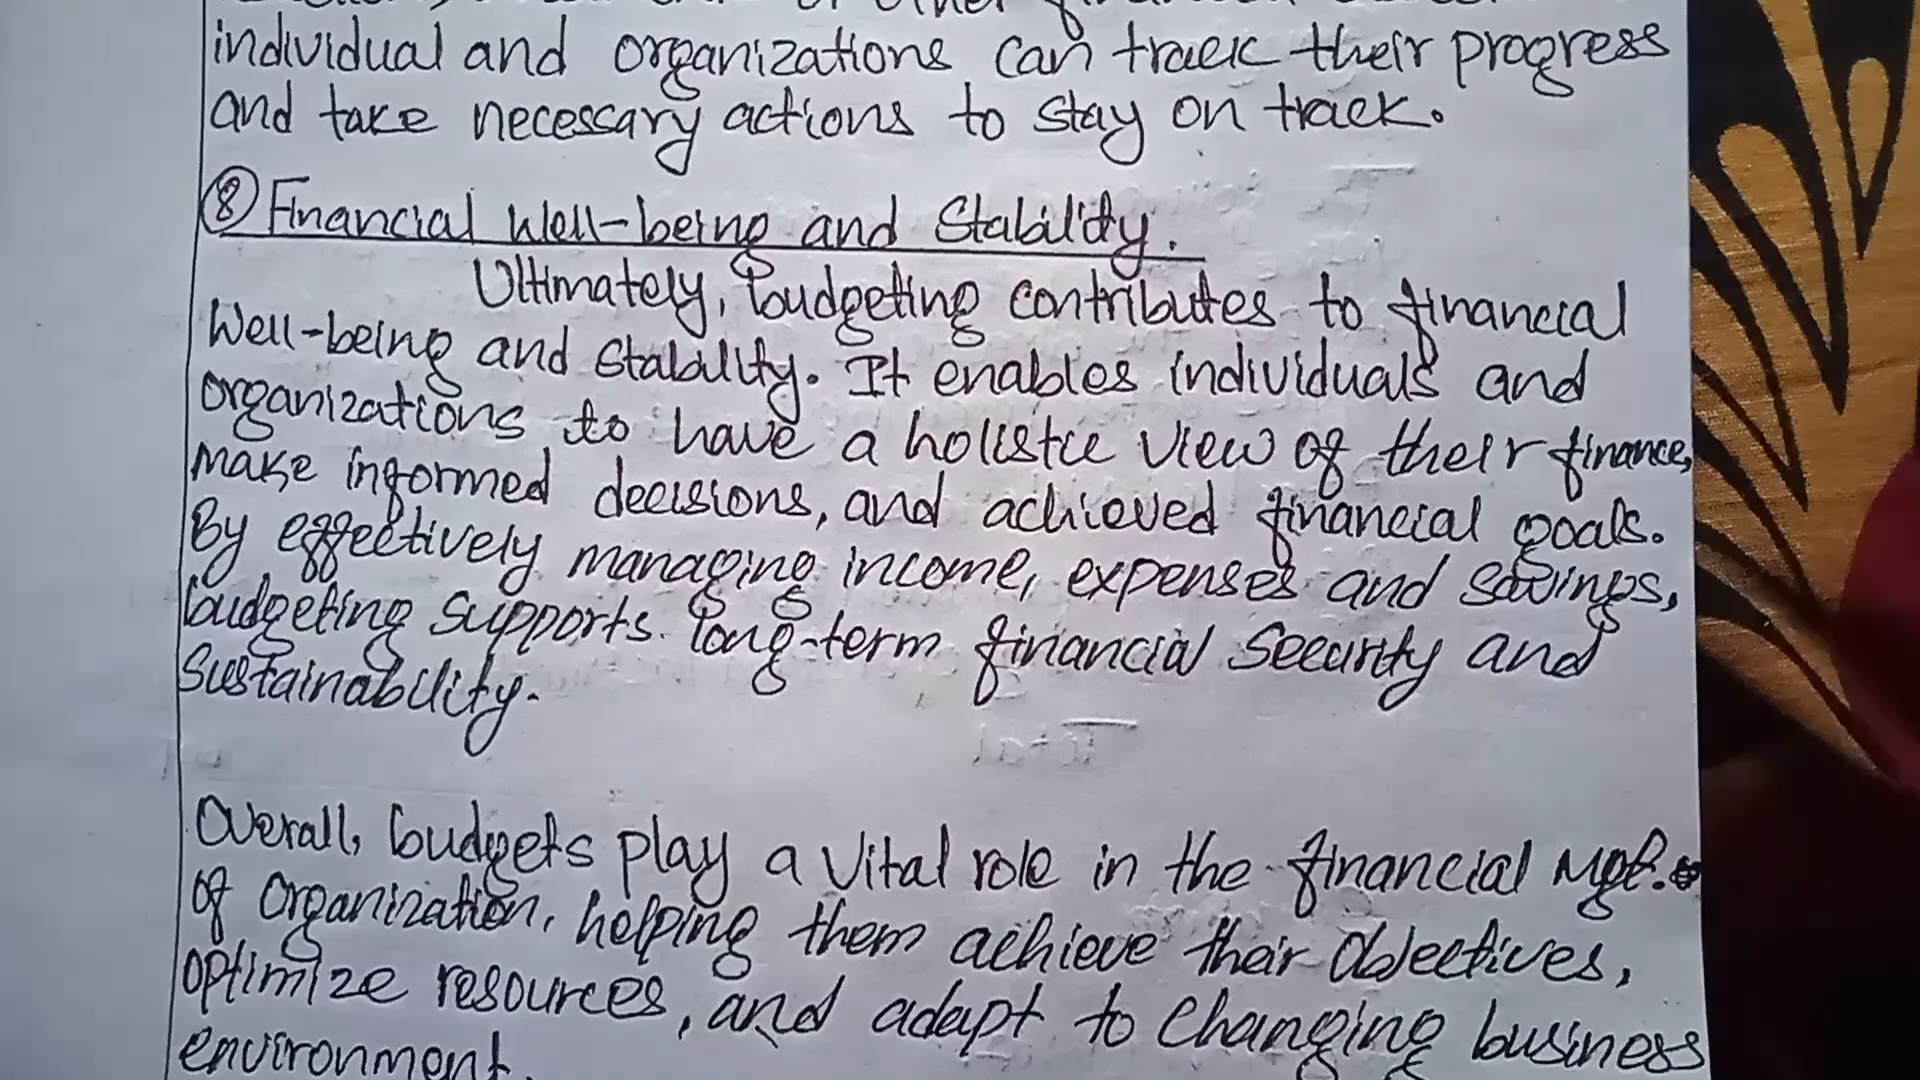 individual and organizations can track their progress
and take necessary actions to stay on track.
⑧ Financial Well-being and Stability.
Ultimately, budgeting contributes to financial
Well-being and stability. It enables individuals and
organizations to have a holistic view of their finance,
make informed decisions, and achieved financial goals.
By effectively managing income, expenses and savings,
budgeting supports long-term financial security and
Sustainability.
Overall, budgets play a vital role in the financial Mgt.
of Organization, helping them achieve their Objectives,
optimize resources, and adapt to changing business
environment.